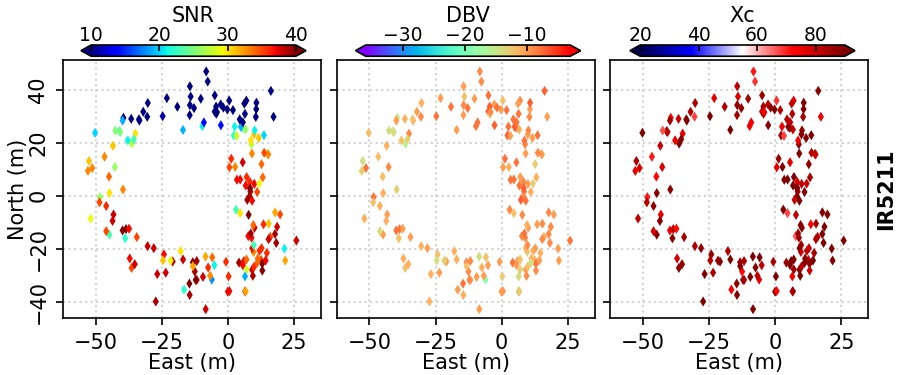 SNR DBV Xc
10 20 30 40 −30 −20 −10 20 40 60 80
North (m)
40
20
0
−20
−40
IR5211
−50 −25 0 25 −50 −25 0 25 −50 −25 0 25
East (m) East (m) East (m)